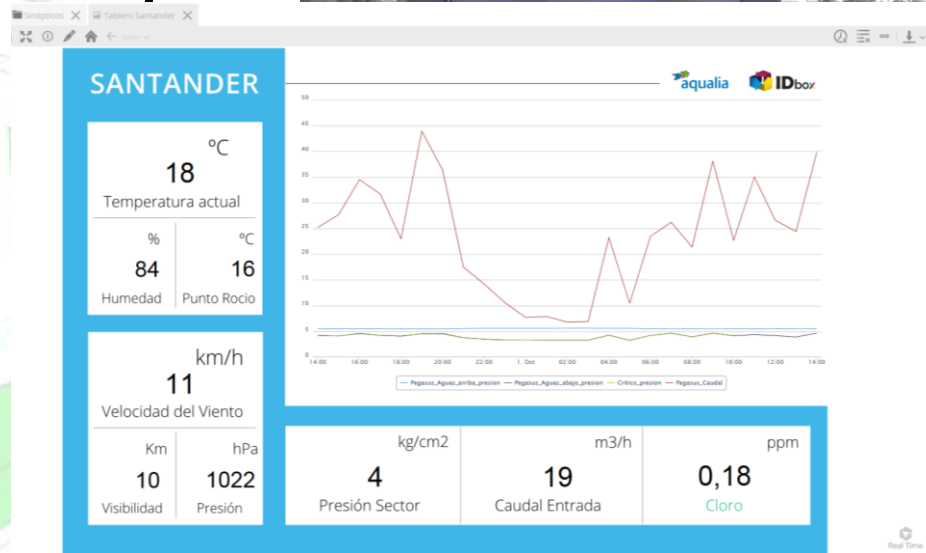 Sinópticos
Tablero Santander
SANTANDER
aqualia
IDbox
ºC
18
Temperatura actual
%
84
Humedad
ºC
16
Punto Rocio
km/h
11
Velocidad del Viento
Km
10
Visibilidad
hPa
1022
Presión
50
45
40
35
30
25
20
15
10
5
0
14:00 16:00 18:00 20:00 22:00 1. Oct 02:00 04:00 06:00 08:00 10:00 12:00 14:00
Pegasus_Aguas_arriba_presion Pegasus_Aguas_abajo_presion Critico_presion Pegasus_Caudal
kg/cm2
4
Presión Sector
m3/h
19
Caudal Entrada
ppm
0,18
Cloro
Real Time